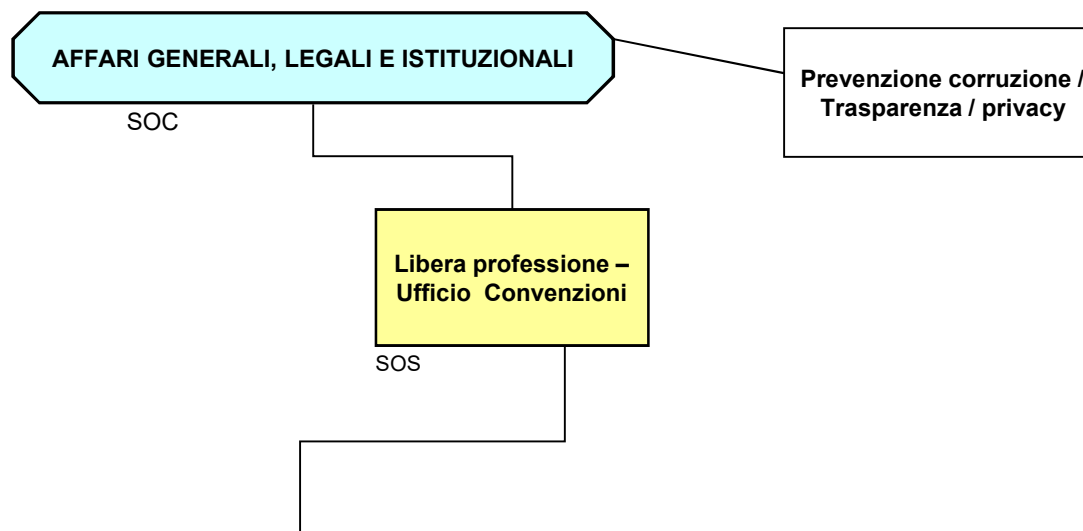 AFFARI GENERALI, LEGALI E ISTITUZIONALI
SOC
Prevenzione corruzione /
Trasparenza / privacy
Libera professione –
Ufficio Convenzioni
SOS